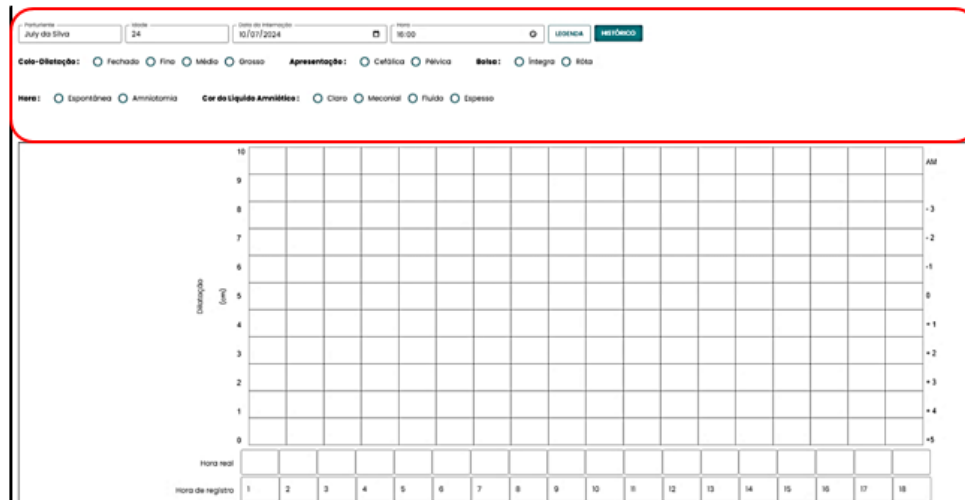 Parturiente Idade Data da Internação Hora
July da Silva 24 10/07/2024 16:00 LEGENDA HISTÓRICO
Colo-Dilatação: Fechado Fino Médio Grosso Apresentação: Cefálica Pélvica Bolsa: Íntegra Rôta
Hora: Espontânea Amniotomia Cor do Líquido Amniótico: Claro Meconial Fluído Espesso
10 AM
9
8 - 3
7 - 2
6 -1
Dilatação
(cm)
5 0
4 + 1
3 + 2
2 + 3
1 + 4
0 +5
Hora real
Hora de registro 1 2 3 4 5 6 7 8 9 10 11 12 13 14 15 16 17 18